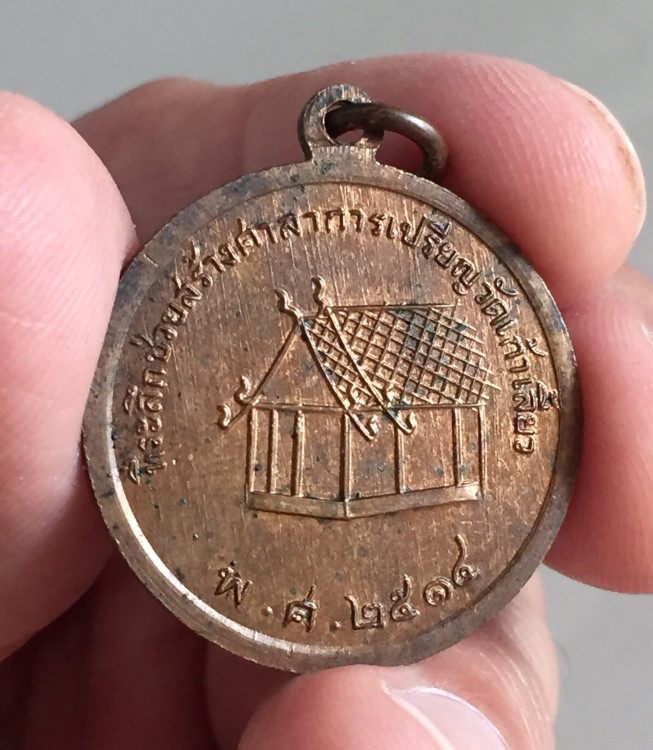 ที่ระลึกช่วยสร้างศาลาการเปรียญวัดเก้าเลี้ยว
พ.ศ.๒๕๑๔